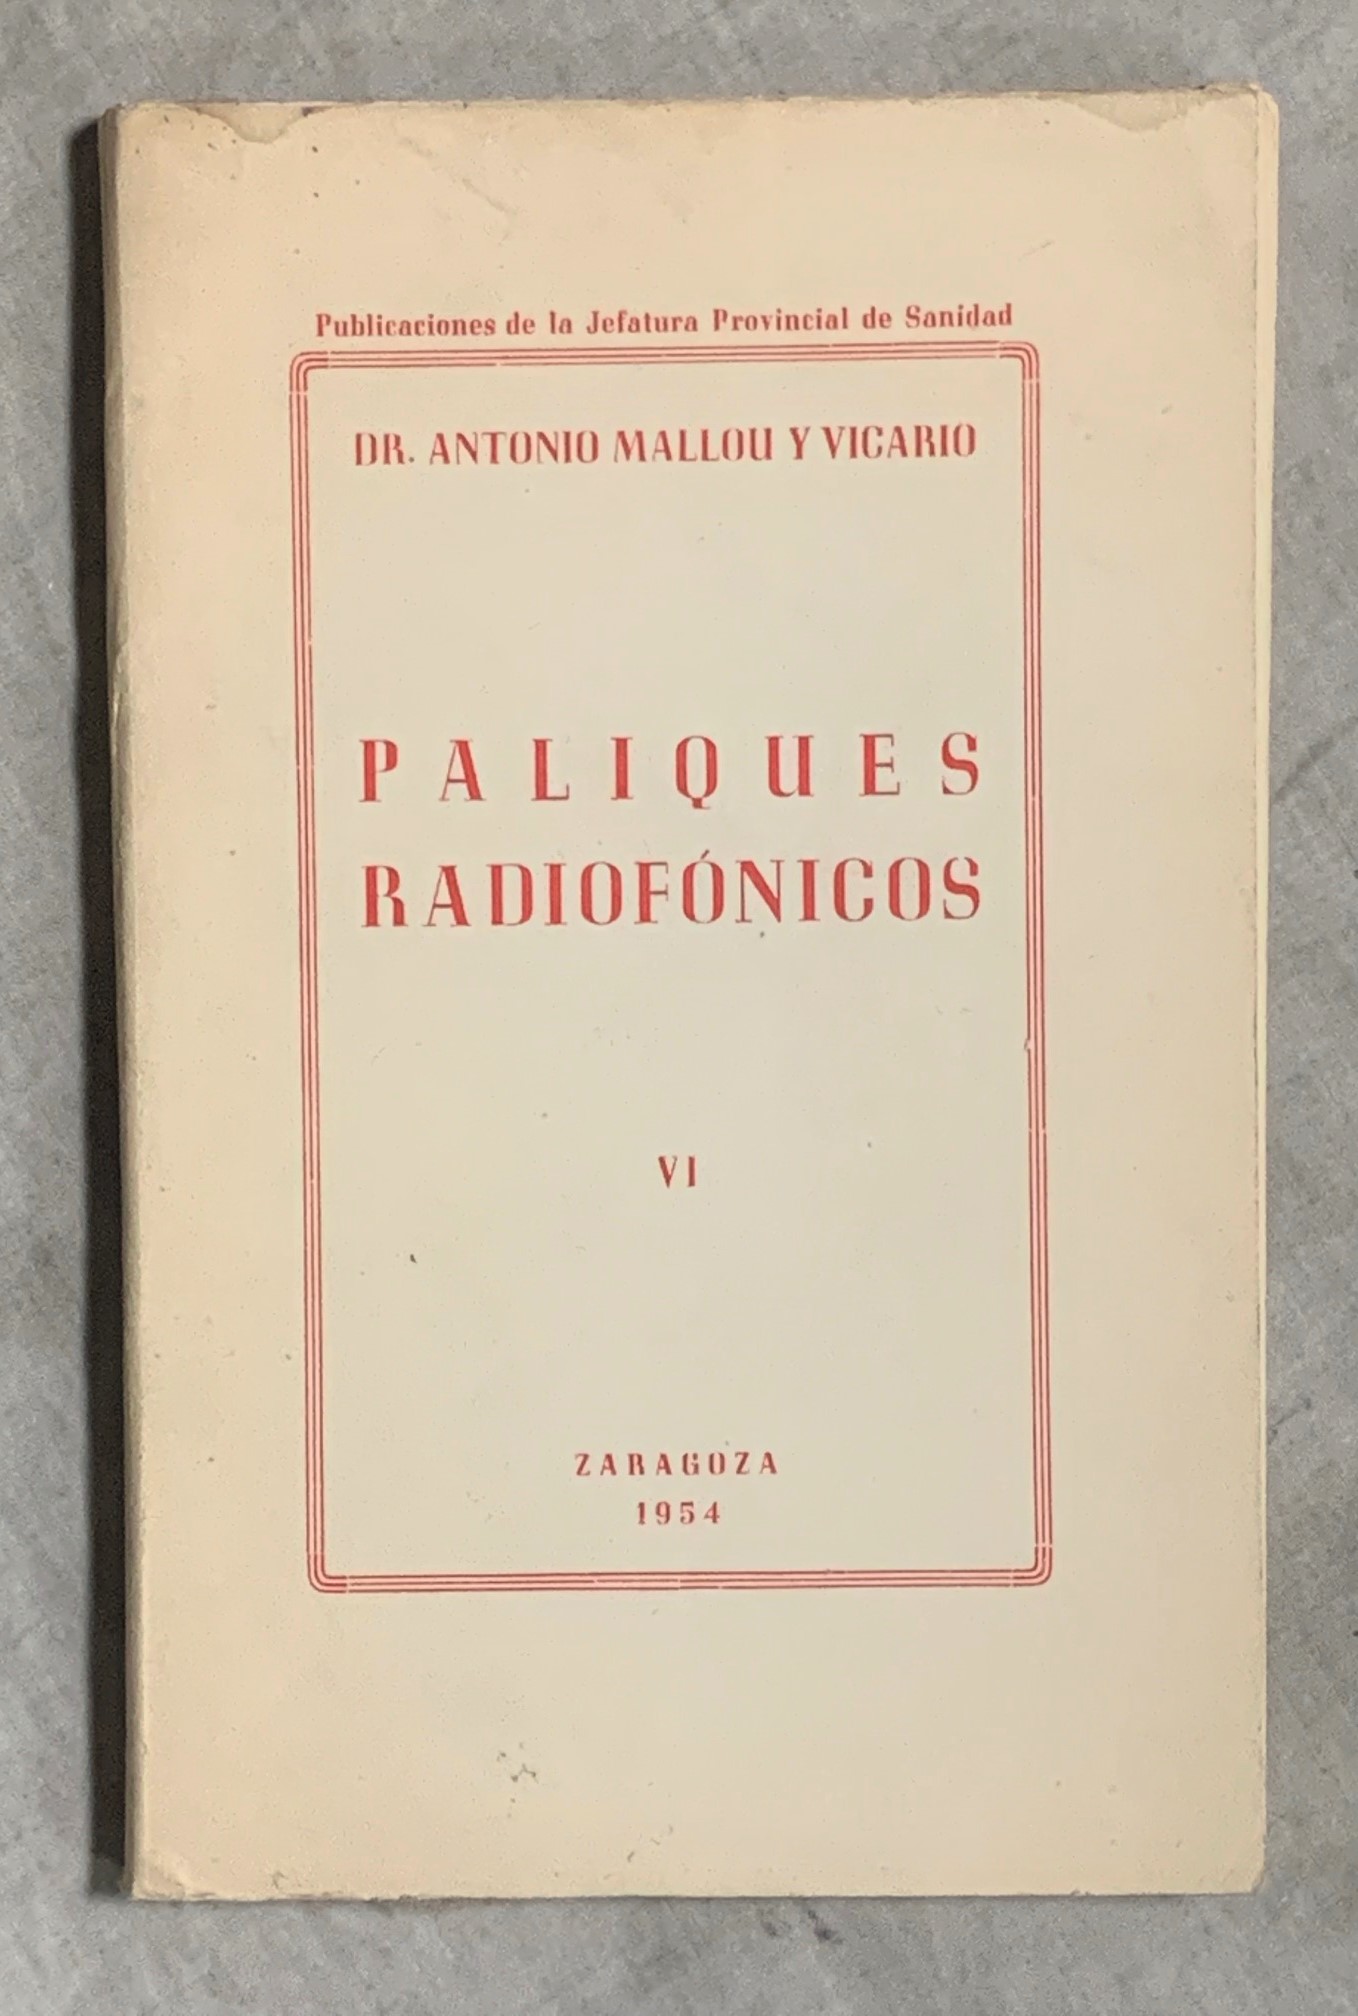 Publicaciones de la Jefatura Provincial de Sanidad
DR. ANTONIO MALLOU Y VICARIO
PALIQUES
RADIOFÓNICOS
VI
ZARAGOZA
1954